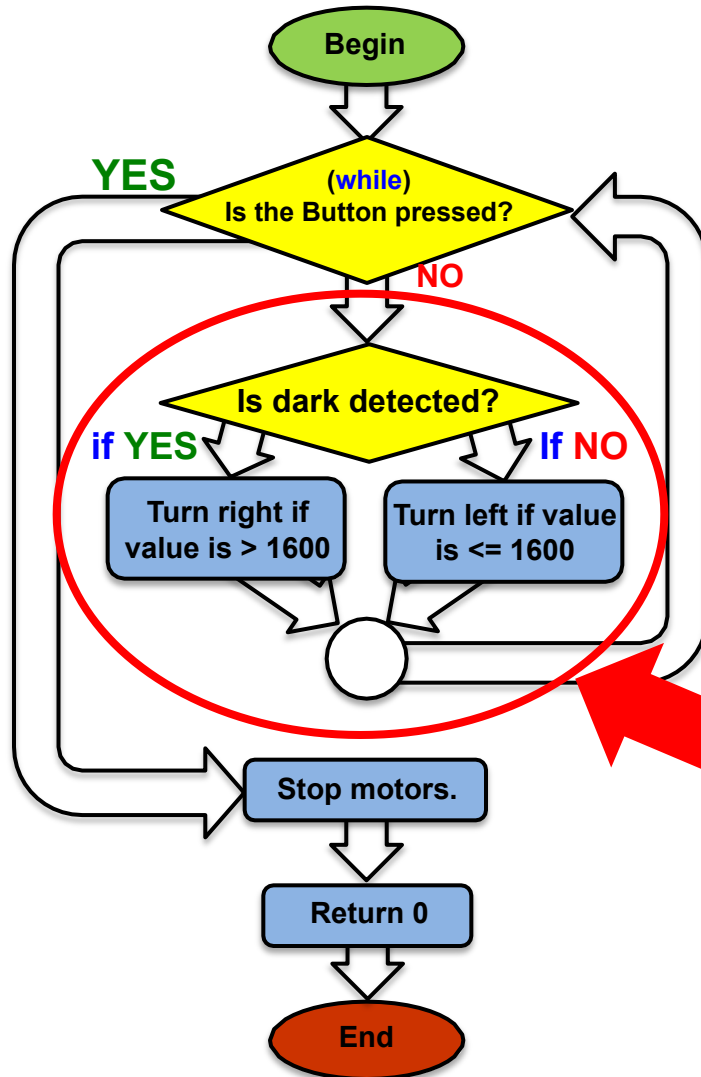 Begin
YES
(while)
Is the Button pressed?
NO
Is dark detected?
if YES
If NO
Turn right if
value is > 1600
Turn left if value
is <= 1600
Stop motors.
Return 0
End